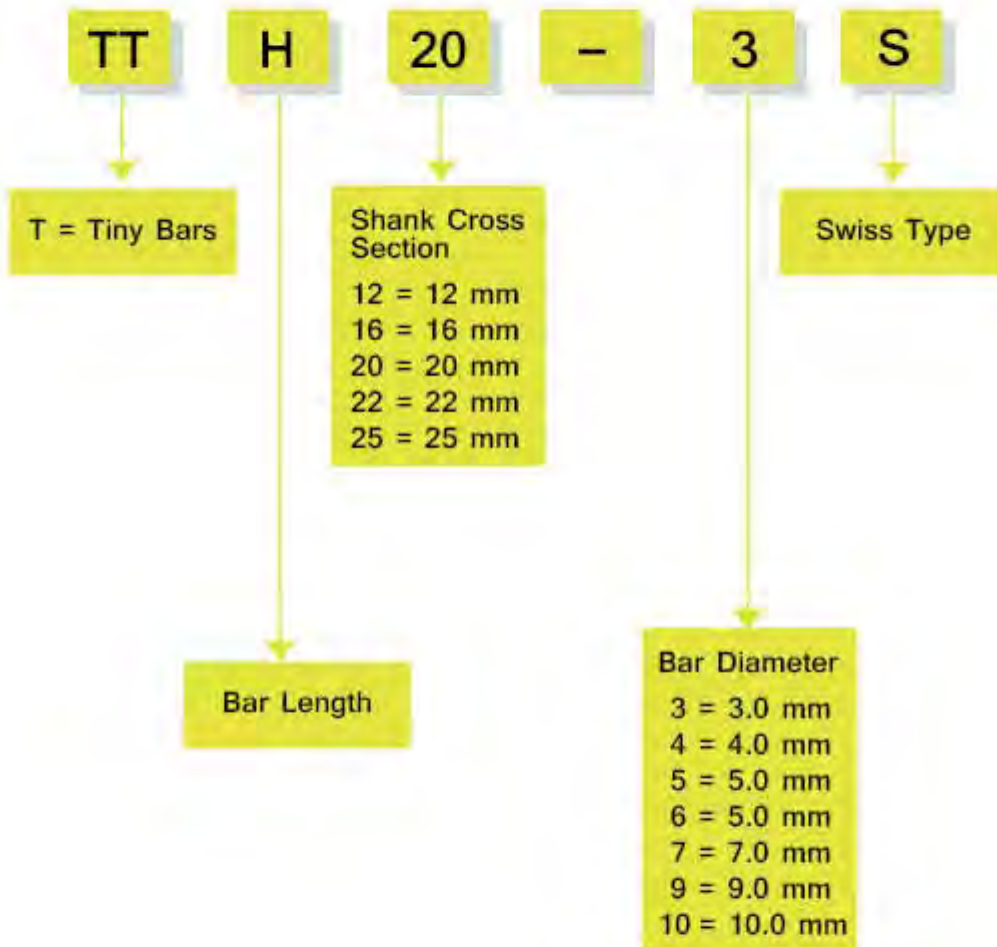 TT H 20 – 3 S
T = Tiny Bars
Shank Cross
Section
12 = 12 mm
16 = 16 mm
20 = 20 mm
22 = 22 mm
25 = 25 mm
Swiss Type
Bar Length
Bar Diameter
3 = 3.0 mm
4 = 4.0 mm
5 = 5.0 mm
6 = 5.0 mm
7 = 7.0 mm
9 = 9.0 mm
10 = 10.0 mm